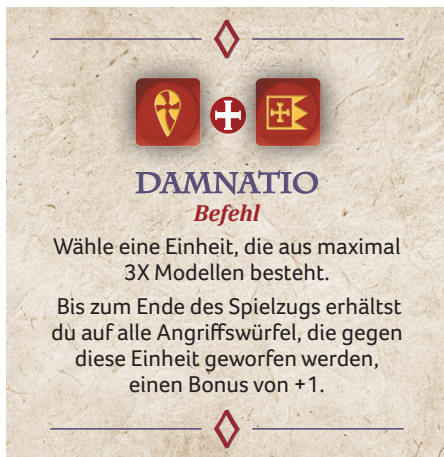 DAMNATIO
Befehl
Wähle eine Einheit, die aus maximal
3X Modellen besteht.
Bis zum Ende des Spielzugs erhältst
du auf alle Angriffswürfel, die gegen
diese Einheit geworfen werden,
einen Bonus von +1.